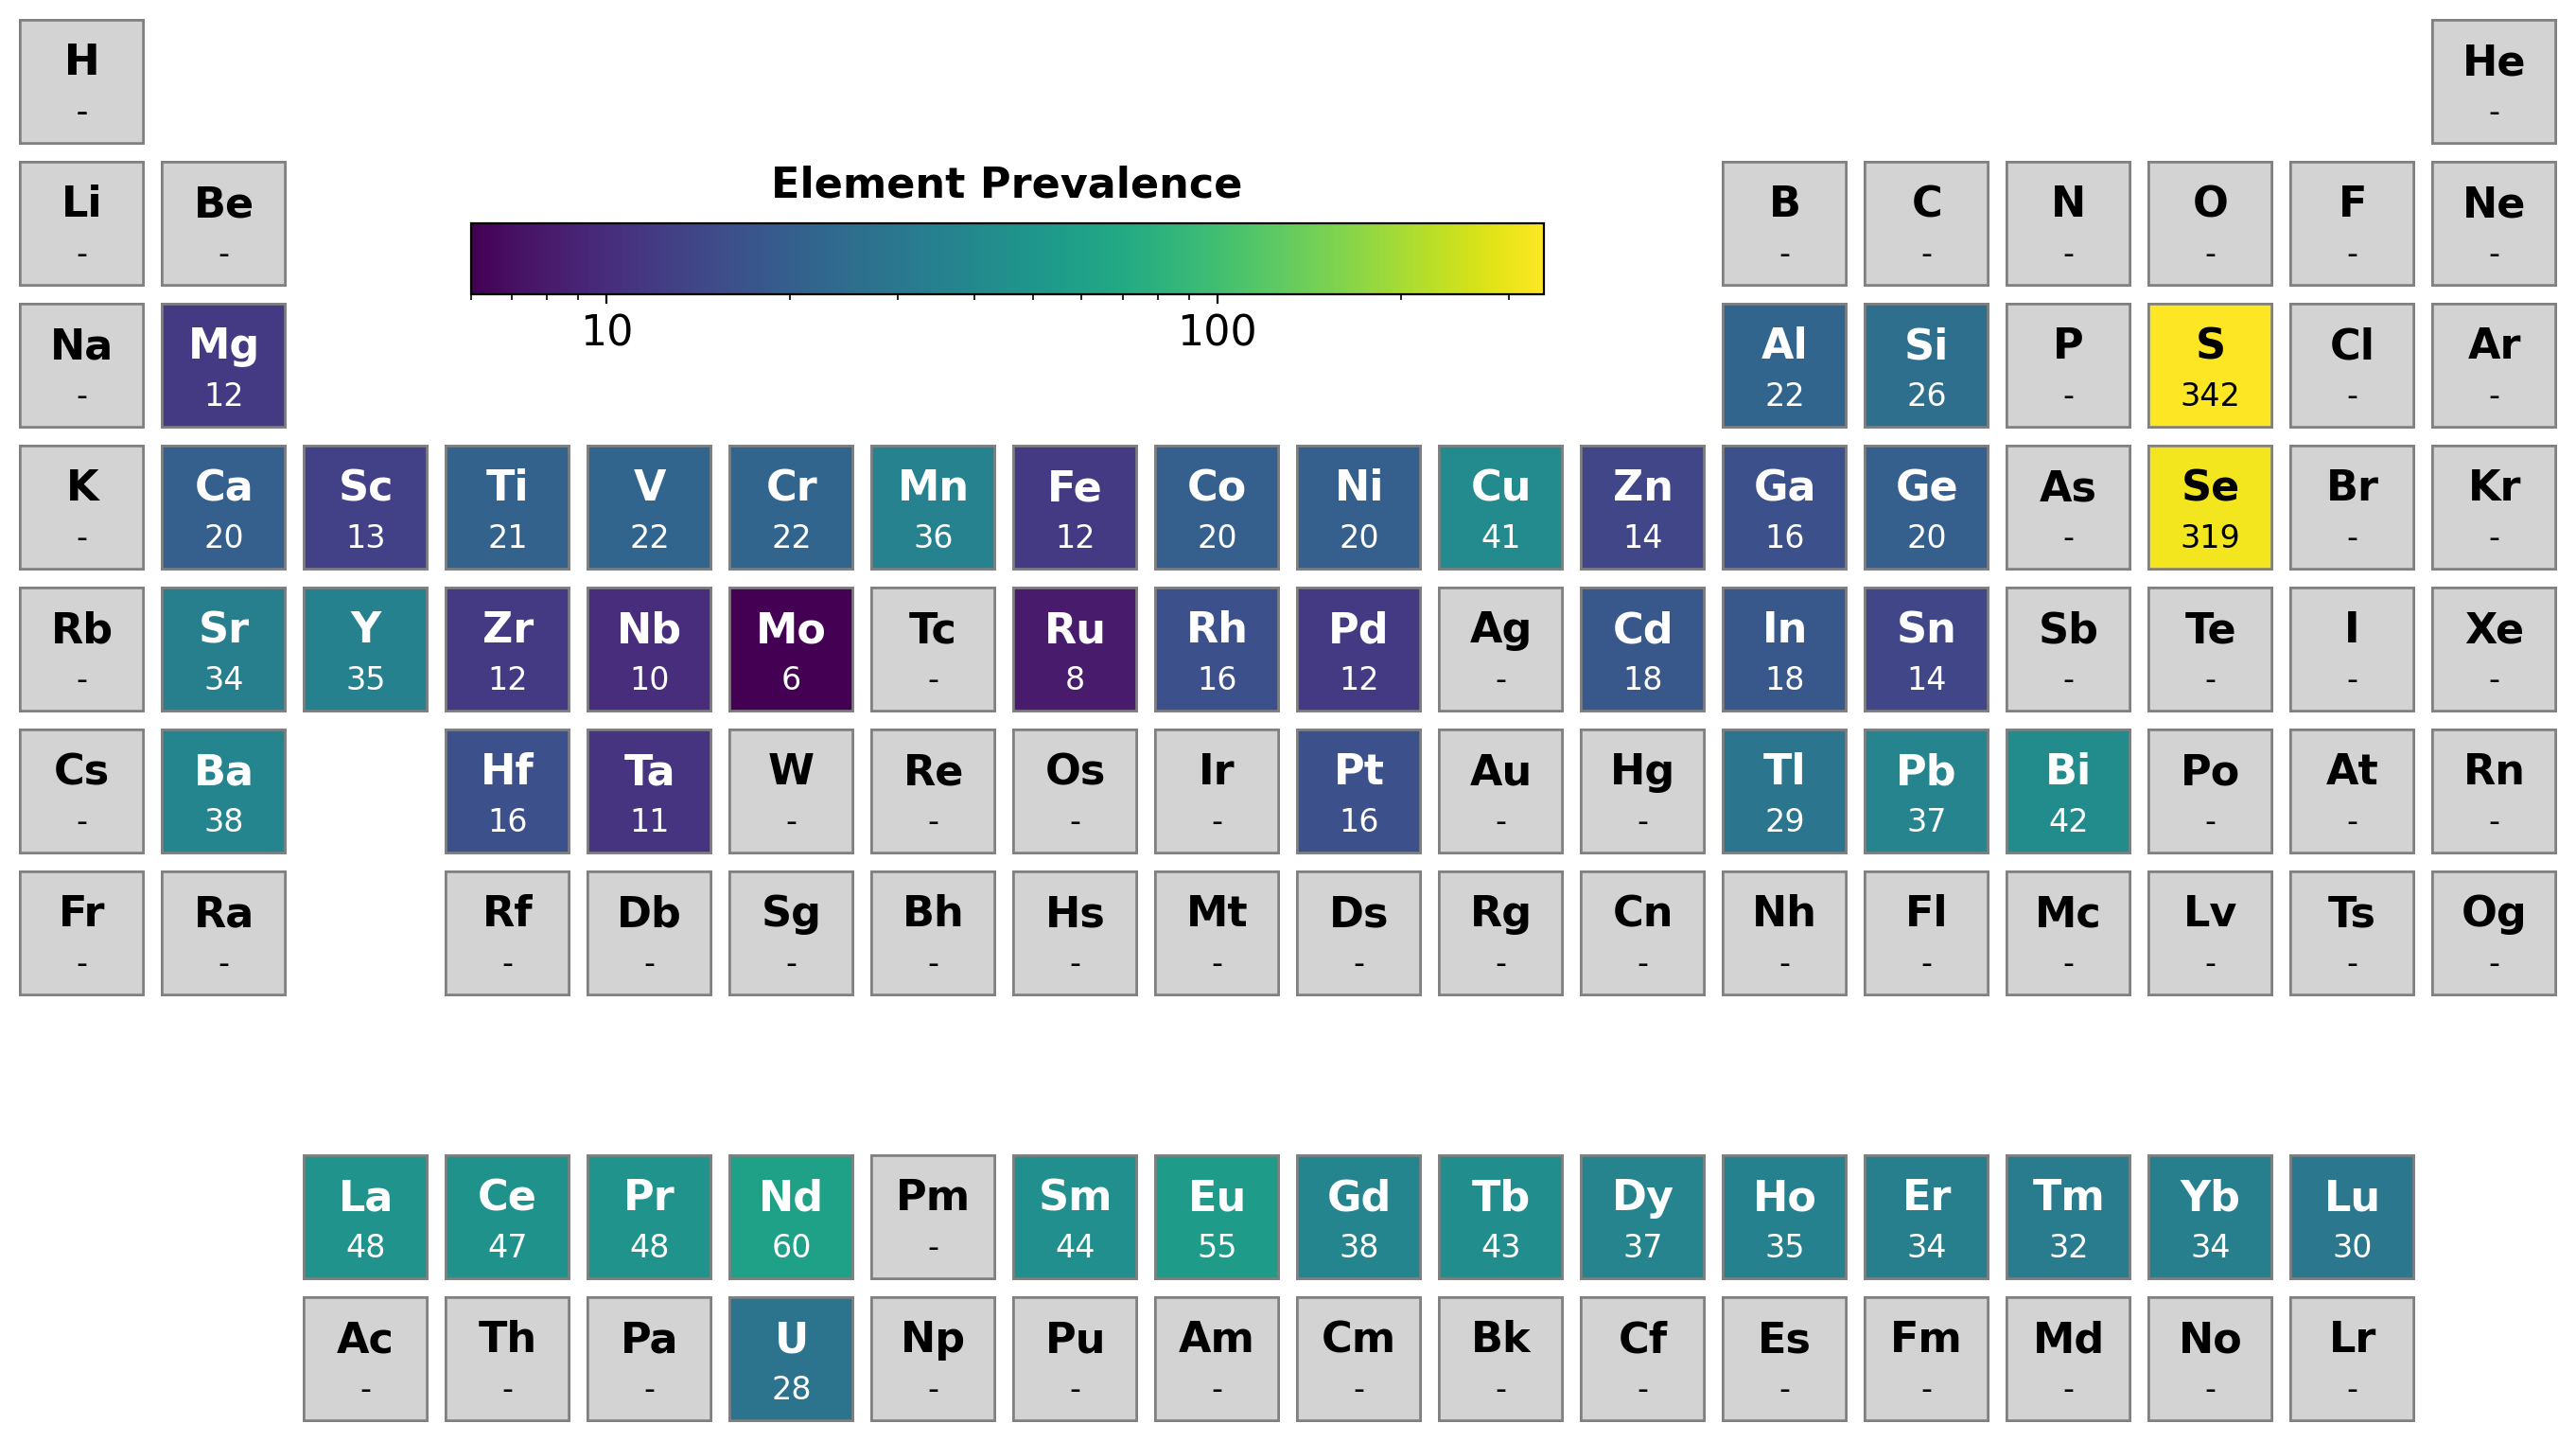 H He
- -
Element Prevalence
Li Be B C N O F Ne
- - - - - - - -
10 100
Na Mg Al Si P S Cl Ar
- 12 22 26 - 342 - -
K Ca Sc Ti V Cr Mn Fe Co Ni Cu Zn Ga Ge As Se Br Kr
- 20 13 21 22 22 36 12 20 20 41 14 16 20 - 319 - -
Rb Sr Y Zr Nb Mo Tc Ru Rh Pd Ag Cd In Sn Sb Te I Xe
- 34 35 12 10 6 - 8 16 12 - 18 18 14 - - - -
Cs Ba Hf Ta W Re Os Ir Pt Au Hg Tl Pb Bi Po At Rn
- 38 16 11 - - - - 16 - - 29 37 42 - - -
Fr Ra Rf Db Sg Bh Hs Mt Ds Rg Cn Nh Fl Mc Lv Ts Og
- - - - - - - - - - - - - - - - -
La Ce Pr Nd Pm Sm Eu Gd Tb Dy Ho Er Tm Yb Lu
48 47 48 60 - 44 55 38 43 37 35 34 32 34 30
Ac Th Pa U Np Pu Am Cm Bk Cf Es Fm Md No Lr
- - - 28 - - - - - - - - - - -